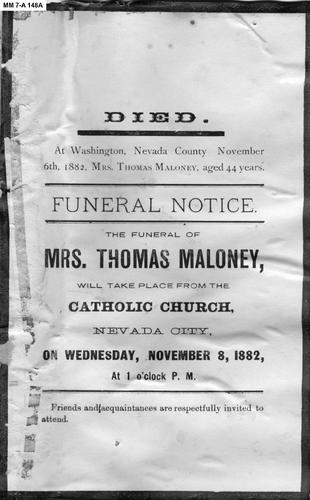 MM 7-A 148A
DIED.
At Washington, Nevada County November
6th, 1882, Mrs. Thomas Maloney, aged 44 years.
FUNERAL NOTICE.
THE FUNERAL OF
MRS. THOMAS MALONEY,
WILL TAKE PLACE FROM THE
CATHOLIC CHURCH,
NEVADA CITY,
ON WEDNESDAY, NOVEMBER 8, 1882,
At 1 o'clock P. M.
Friends and acquaintances are respectfully invited to
attend.